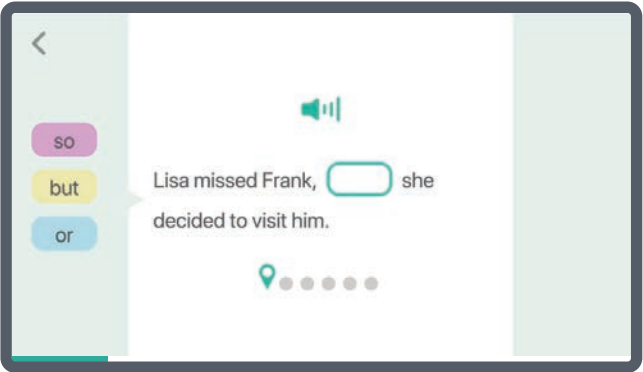 so
but
or
Lisa missed Frank, she
decided to visit him.